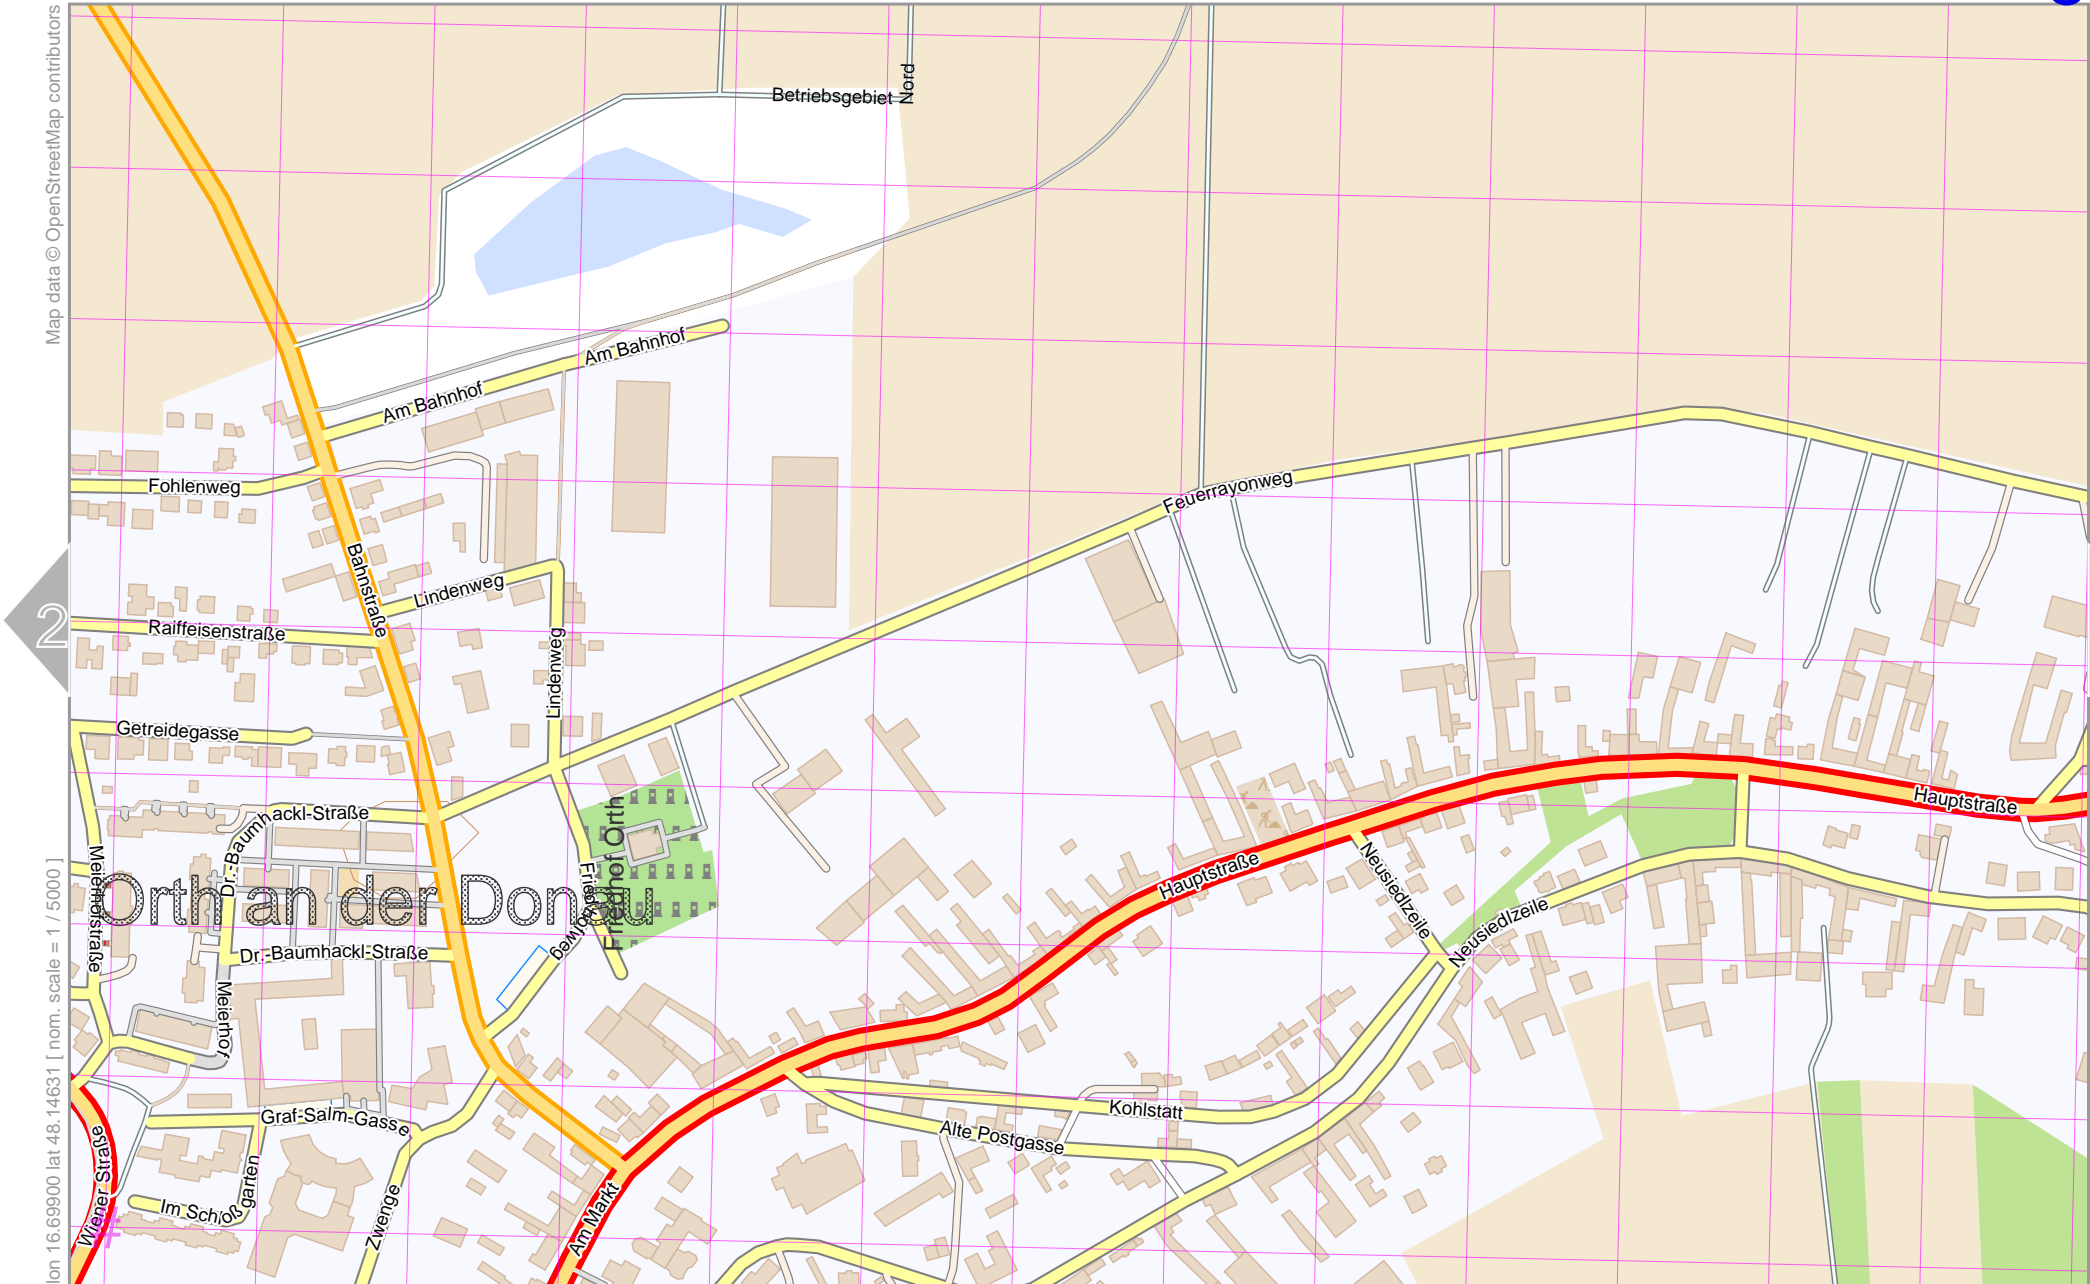 Map data © OpenStreetMap contributors
Nord
Betriebsgebiet
Am Bahnhof
Am Bahnhof
Feuerrayonweg
Fohlenweg
Bahnstraße
Lindenweg
2
Raiffeisenstraße
Lindenweg
Getreidegasse
Hauptstraße
Dr.-Baumhackl-Straße
Friedhof Orth
Hauptstraße
Neusiedlzeile
Meierhofstraße
Orth an der Donau
Friedhofweg
Neusiedlzeile
Dr.-Baumhackl-Straße
Meierhof
Kohlstatt
Graf-Salm-Gasse
Alte Postgasse
Wiener Straße
Im Schloßgarten
Zwenge
Am Markt
lon 16.69900 lat 48.14631 [ nom. scale = 1 / 5000 ]